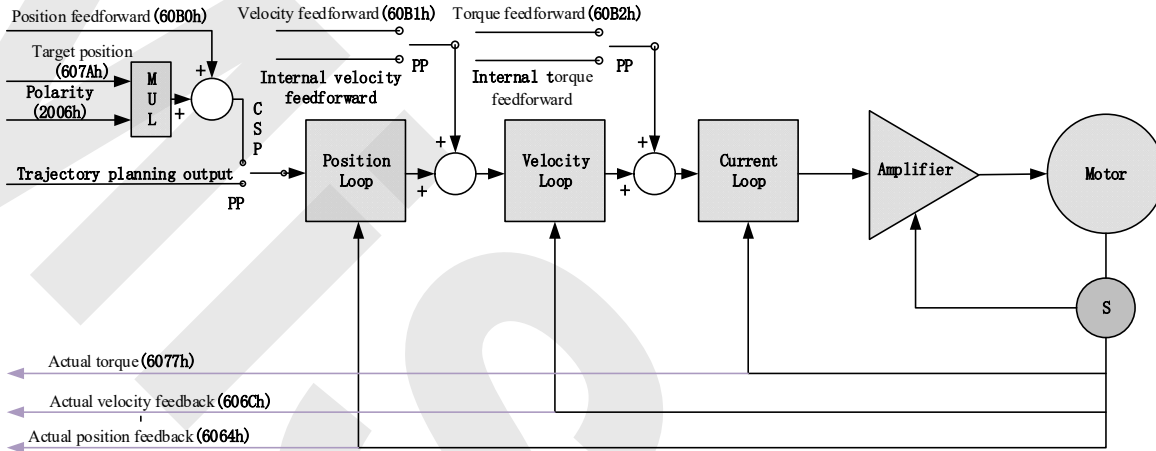 Position feedforward (60B0h)
Velocity feedforward (60B1h)
Torque feedforward (60B2h)
Target position
(607Ah)
Polarity
(2006h)
M
U
L
+
+
C
S
P
PP
Internal velocity
feedforward
PP
Internal torque
feedforward
PP
Trajectory planning output
PP
Position
Loop
+
+
Velocity
Loop
+
+
Current
Loop
Amplifier
Motor
S
Actual torque (6077h)
Actual velocity feedback (606Ch)
Actual position feedback (6064h)